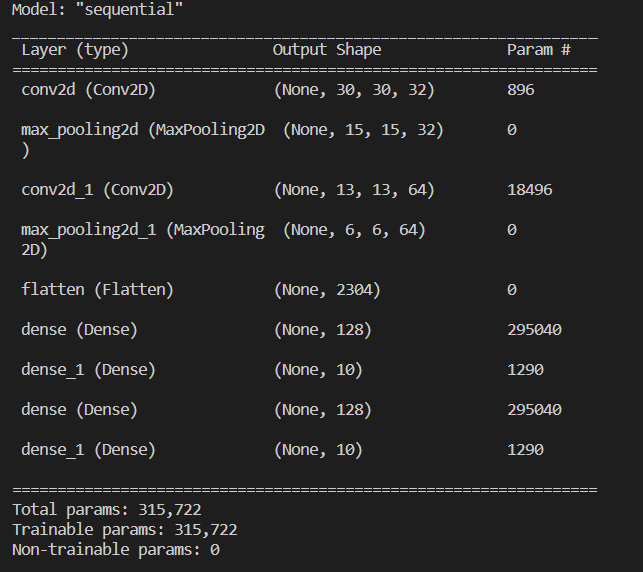 Model: "sequential"
_________________________________________________________________
Layer (type) Output Shape Param #
=================================================================
conv2d (Conv2D) (None, 30, 30, 32) 896
max_pooling2d (MaxPooling2D (None, 15, 15, 32) 0
)
conv2d_1 (Conv2D) (None, 13, 13, 64) 18496
max_pooling2d_1 (MaxPooling (None, 6, 6, 64) 0
2D)
flatten (Flatten) (None, 2304) 0
dense (Dense) (None, 128) 295040
dense_1 (Dense) (None, 10) 1290
dense (Dense) (None, 128) 295040
dense_1 (Dense) (None, 10) 1290
=================================================================
Total params: 315,722
Trainable params: 315,722
Non-trainable params: 0